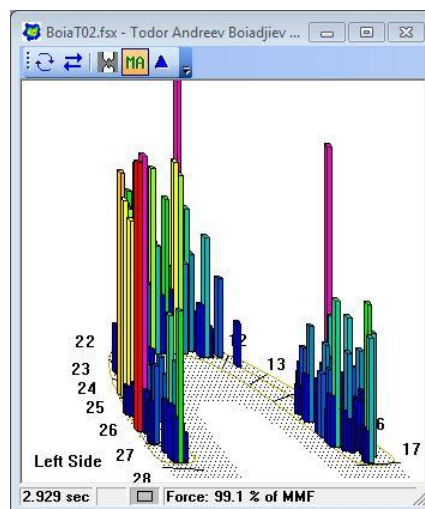 BoiaT02.fsx - Todor Andreev Boiadjiev ...
MA
22
12
23
13
24
25
26
6
17
27
Left Side
28
2.929 sec
Force: 99.1 % of MMF